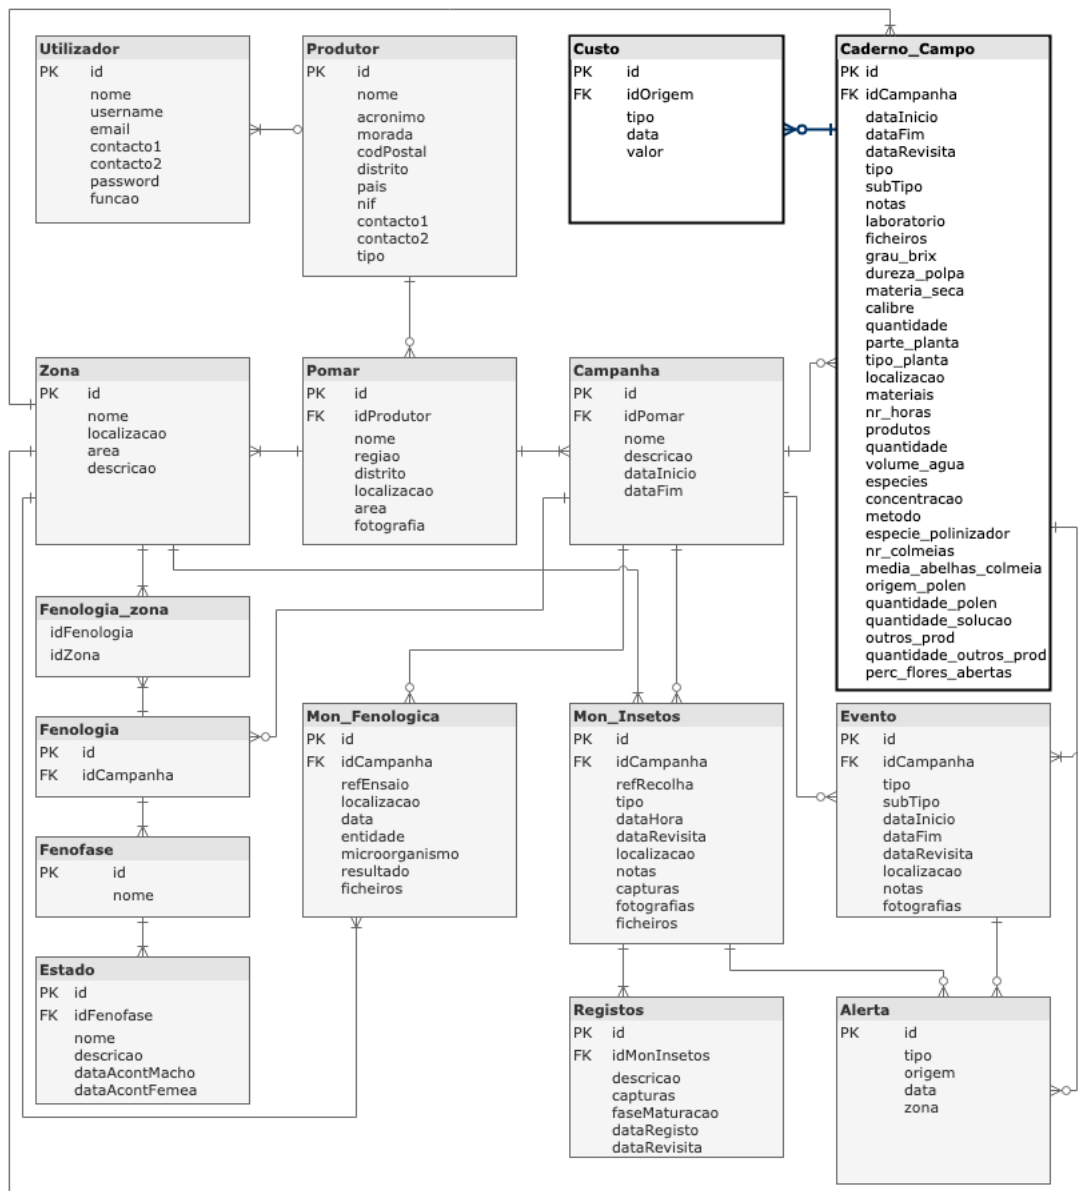 Utilizador
PK id
nome
username
email
contacto1
contacto2
password
funcao
Produtor
PK id
nome
acronimo
morada
codPostal
distrito
pais
nif
contacto1
contacto2
tipo
Custo
PK id
FK idOrigem
tipo
data
valor
Caderno_Campo
PK id
FK idCampanha
dataInicio
dataFim
dataRevisita
tipo
subTipo
notas
laboratorio
ficheiros
grau_brix
dureza_polpa
materia_seca
calibre
quantidade
parte_planta
tipo_planta
localizacao
materiais
nr_horas
produtos
quantidade
volume_agua
especies
concentracao
metodo
especie_polinizador
nr_colmeias
media_abelhas_colmeia
origem_polen
quantidade_polen
quantidade_solucao
outros_prod
quantidade_outros_prod
perc_flores_abertas
Zona
PK id
nome
localizacao
area
descricao
Pomar
PK id
FK idProdutor
nome
regiao
distrito
localizacao
area
fotografia
Campanha
PK id
FK idPomar
nome
descricao
dataInicio
dataFim
Fenologia_zona
idFenologia
idZona
Fenologia
PK id
FK idCampanha
Fenofase
PK id
nome
Estado
PK id
FK idFenofase
nome
descricao
dataAcontMacho
dataAcontFemea
Mon_Fenologica
PK id
FK idCampanha
refEnsaio
localizacao
data
entidade
microorganismo
resultado
ficheiros
Mon_Insetos
PK id
FK idCampanha
refRecolha
tipo
dataHora
dataRevisita
localizacao
notas
capturas
fotografias
ficheiros
Evento
PK id
FK idCampanha
tipo
subTipo
dataInicio
dataFim
dataRevisita
localizacao
notas
fotografias
Registos
PK id
FK idMonInsetos
descricao
capturas
faseMaturacao
dataRegisto
dataRevisita
Alerta
PK id
tipo
origem
data
zona